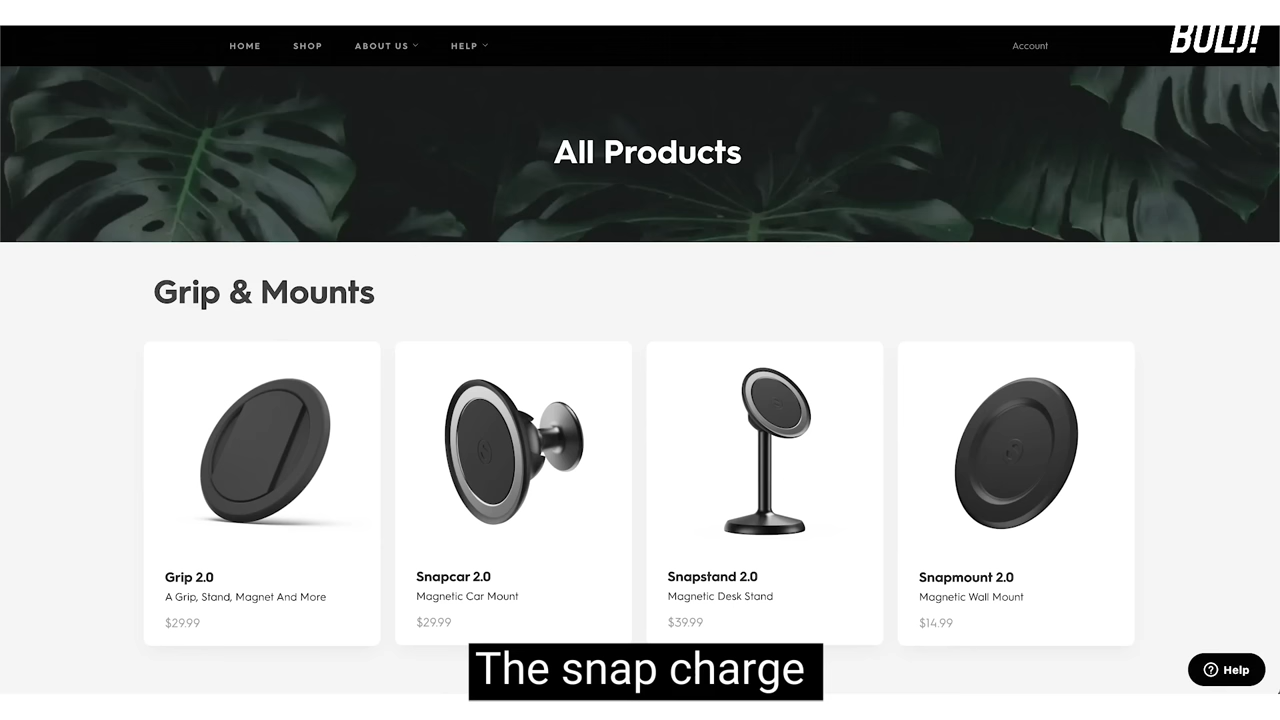 HOME SHOP ABOUT US HELP Account BOLD!
All Products
Grip & Mounts
Grip 2.0
A Grip, Stand, Magnet And More
$29.99
Snapcar 2.0
Magnetic Car Mount
$29.99
Snapstand 2.0
Magnetic Desk Stand
$39.99
Snapmount 2.0
Magnetic Wall Mount
$14.99
The snap charge
Help